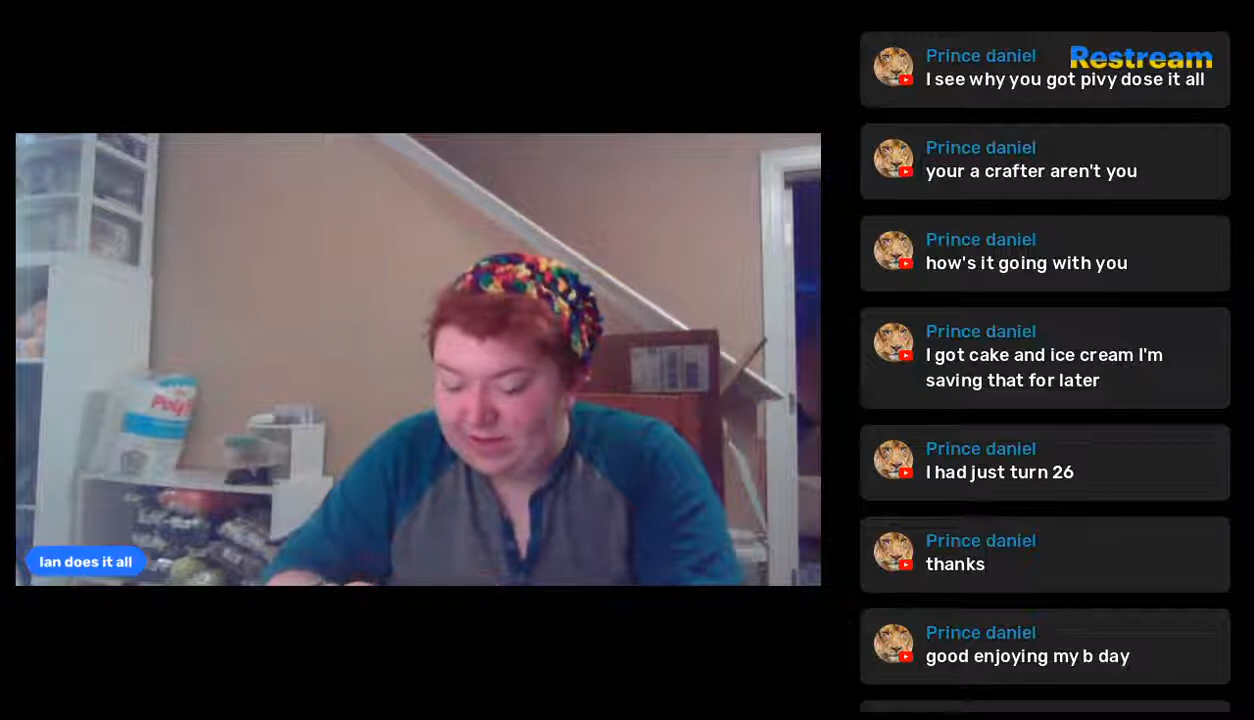 Prince daniel
Restream
I see why you got pivy dose it all
Prince daniel
your a crafter aren't you
Prince daniel
how's it going with you
Prince daniel
I got cake and ice cream I'm
saving that for later
Prince daniel
I had just turn 26
Prince daniel
thanks
Prince daniel
good enjoying my b day
Ian does it all